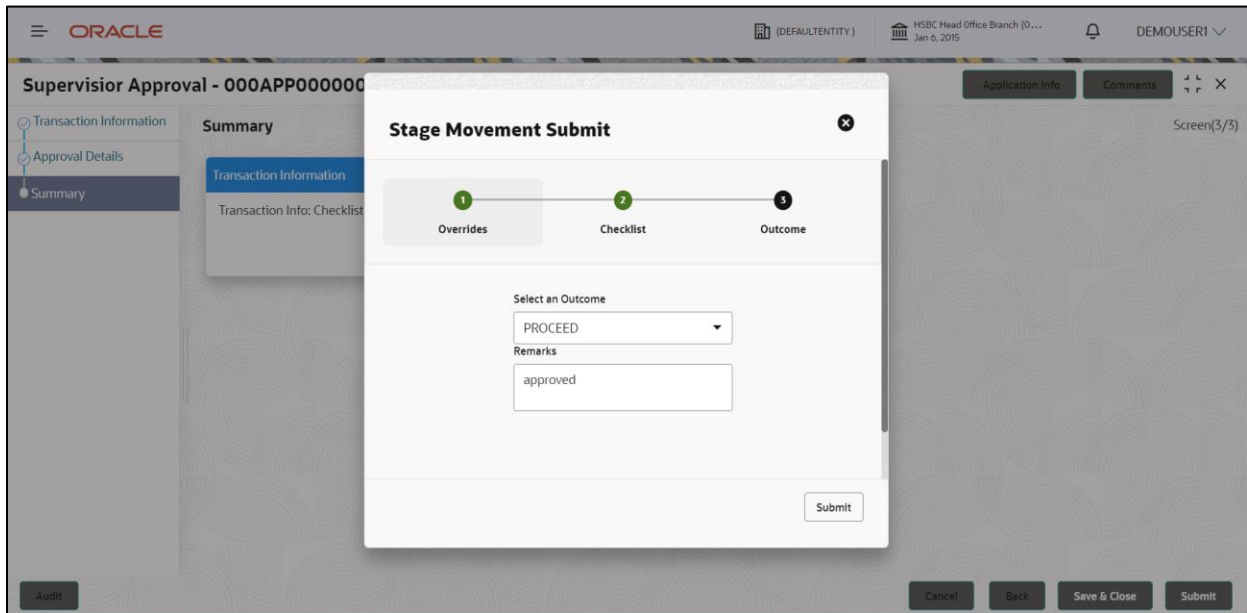 ORACLE
(DEFAULTENTITY)
HSBC Head Office Branch (0...
Jan 6, 2015
DEMOUSER1
Supervisior Approval - 000APP000000
Application Info
Comments
Transaction Information
Approval Details
Summary
Summary
Screen(3/3)
Transaction Information
Transaction Info: Checklist
Stage Movement Submit
1
2
3
Overrides
Checklist
Outcome
Select an Outcome
PROCEED
Remarks
approved
Submit
Audit
Cancel
Back
Save & Close
Submit